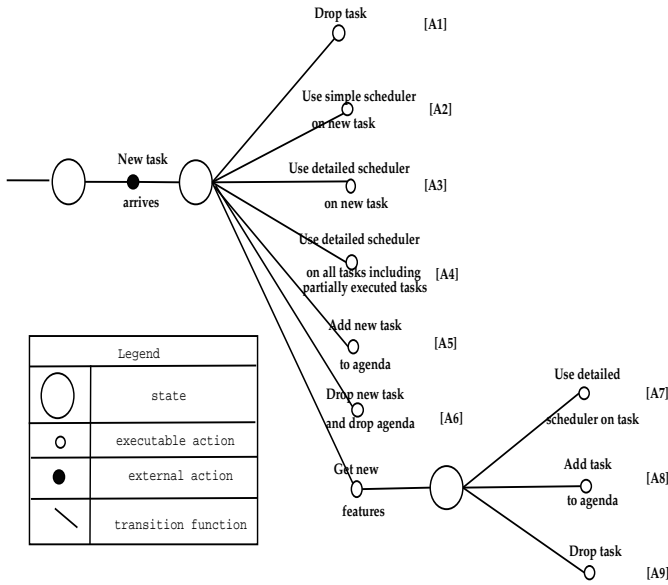 Drop task [A1]
Use simple scheduler
on new task [A2]
New task
arrives
Use detailed scheduler
on new task [A3]
Use detailed scheduler
on all tasks including [A4]
partially executed tasks
Add new task
to agenda [A5]
Drop new task
and drop agenda [A6]
Get new
features
Use detailed [A7]
scheduler on task
Add task [A8]
to agenda
Drop task [A9]
Legend
state
executable action
external action
transition function